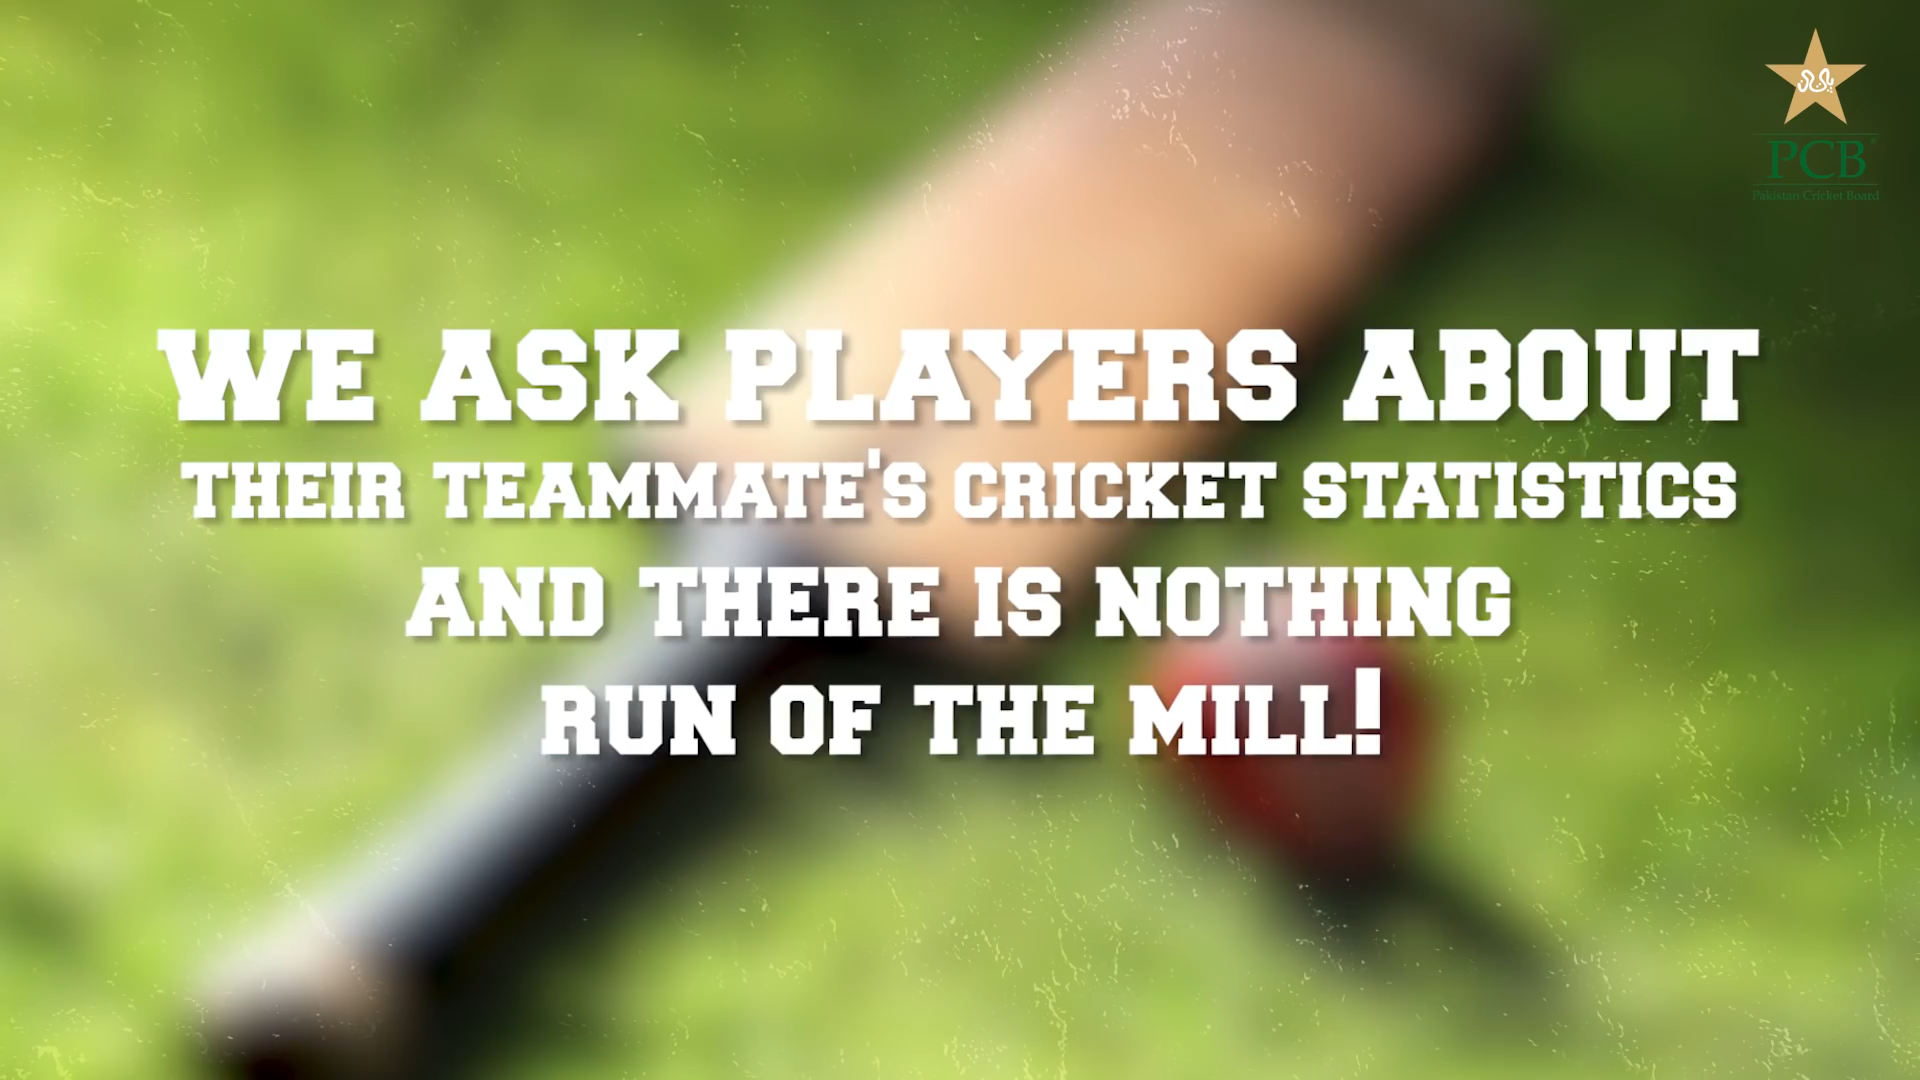 PCB
Pakistan Cricket Board
WE ASK PLAYERS ABOUT
THEIR TEAMMATE'S CRICKET STATISTICS
AND THERE IS NOTHING
RUN OF THE MILL!